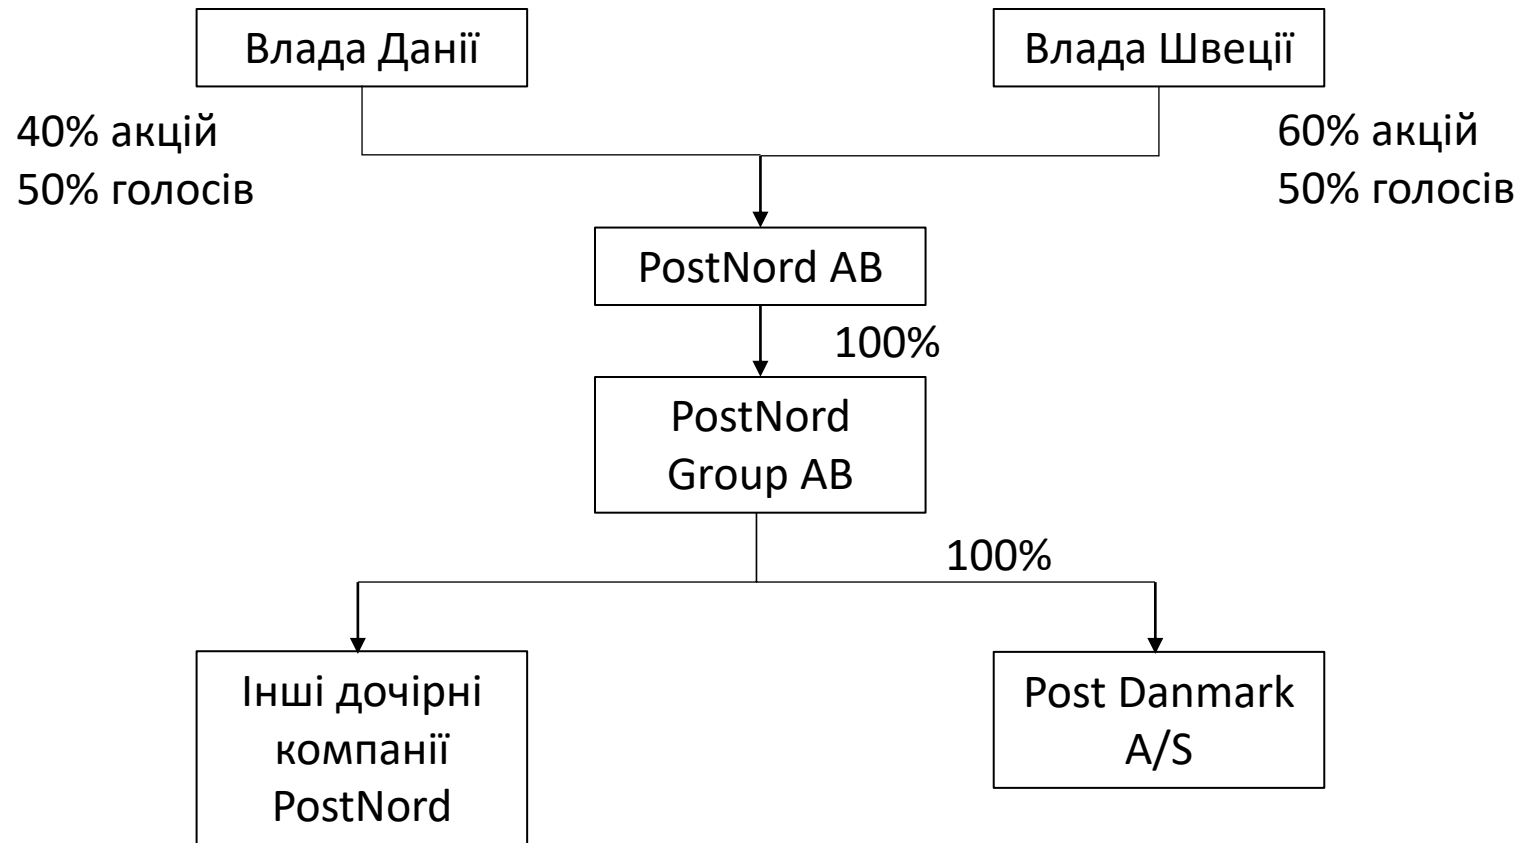 Влада Данії
Влада Швеції
40% акцій
50% голосів
60% акцій
50% голосів
PostNord AB
100%
PostNord
Group AB
100%
Інші дочірні
компанії
PostNord
Post Danmark
A/S